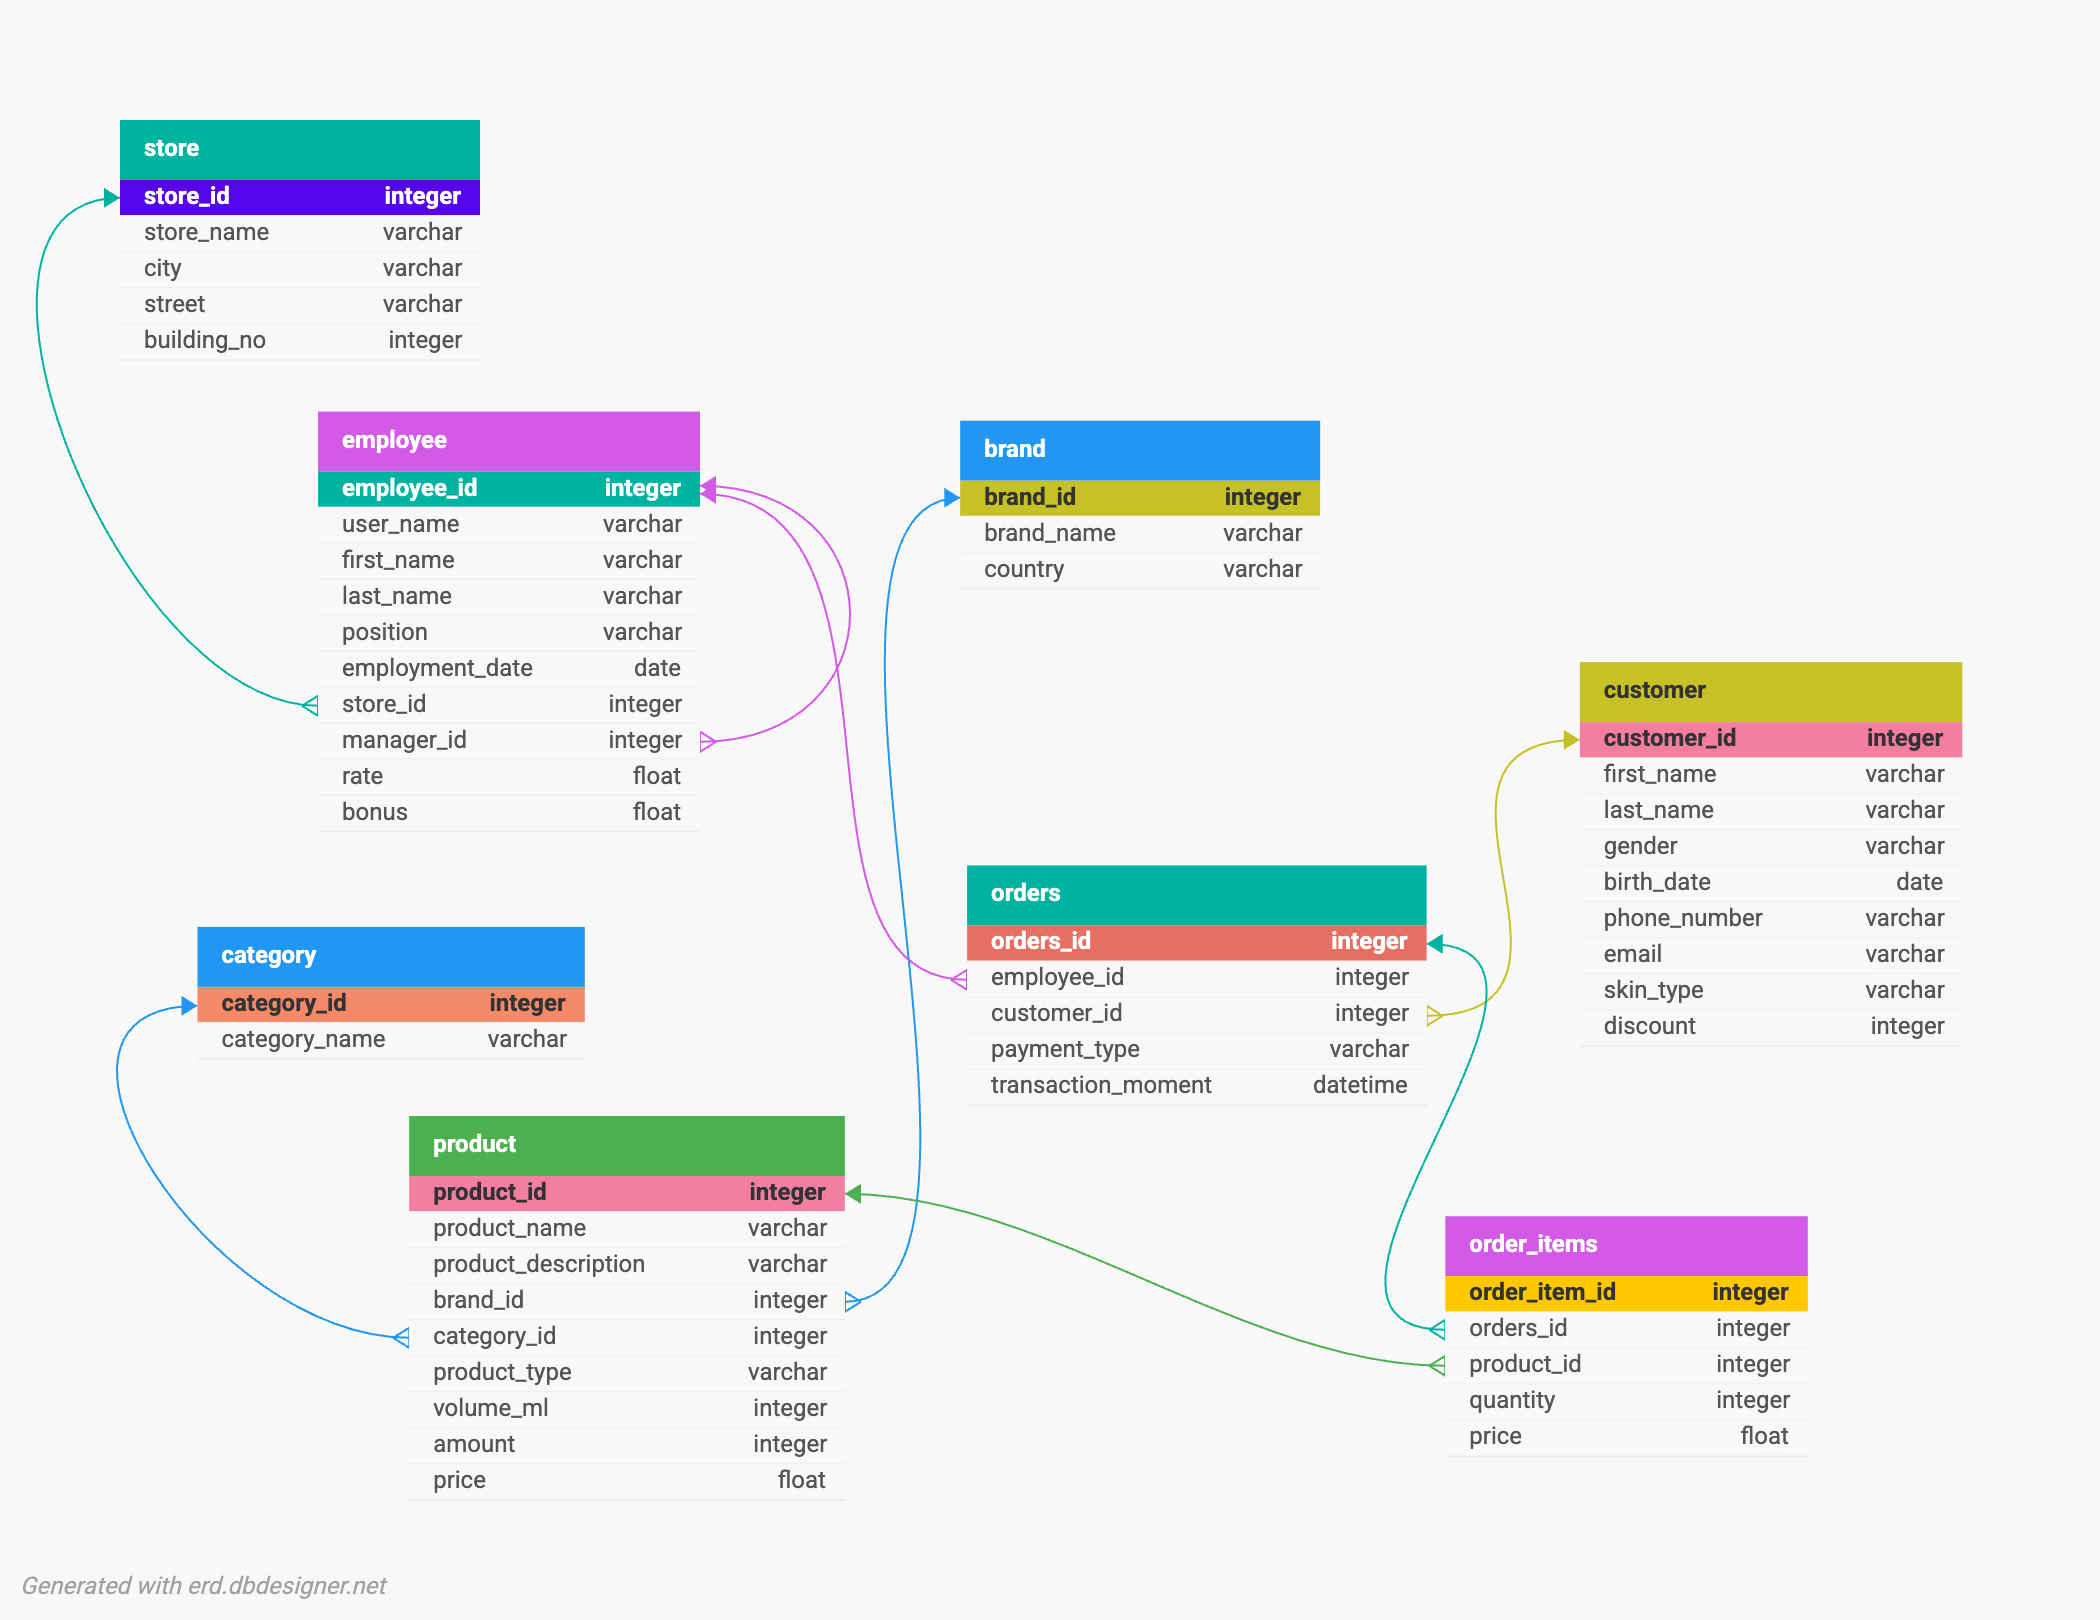 store
store_id integer
store_name varchar
city varchar
street varchar
building_no integer
employee
employee_id integer
user_name varchar
first_name varchar
last_name varchar
position varchar
employment_date date
store_id integer
manager_id integer
rate float
bonus float
brand
brand_id integer
brand_name varchar
country varchar
customer
customer_id integer
first_name varchar
last_name varchar
gender varchar
birth_date date
phone_number varchar
email varchar
skin_type varchar
discount integer
orders
orders_id integer
employee_id integer
customer_id integer
payment_type varchar
transaction_moment datetime
category
category_id integer
category_name varchar
product
product_id integer
product_name varchar
product_description varchar
brand_id integer
category_id integer
product_type varchar
volume_ml integer
amount integer
price float
order_items
order_item_id integer
orders_id integer
product_id integer
quantity integer
price float
Generated with erd.dbdesigner.net